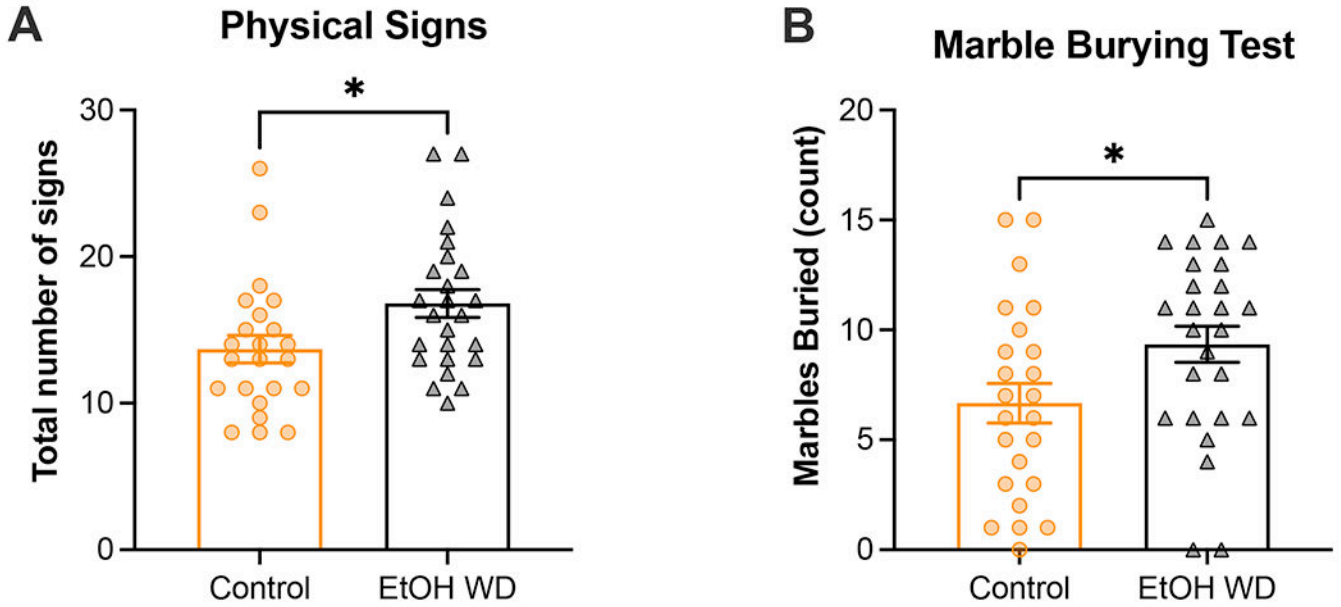 A
Physical Signs
*
Total number of signs
30
20
10
0
Control
EtOH WD
B
Marble Burying Test
*
Marbles Buried (count)
20
15
10
5
0
Control
EtOH WD